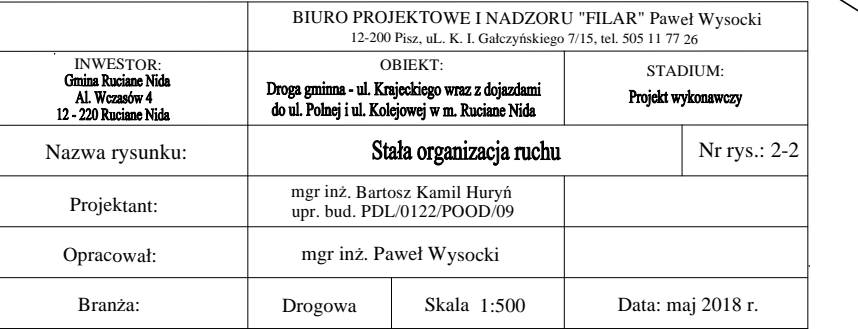 BIURO PROJEKTOWE I NADZORU "FILAR" Paweł Wysocki
12-200 Pisz, uL. K. I. Gałczyńskiego 7/15, tel. 505 11 77 26
INWESTOR:
Gmina Ruciane Nida
Al. Wczasów 4
12 - 220 Ruciane Nida
OBIEKT:
Droga gminna - ul. Krajeckiego wraz z dojazdami
do ul. Polnej i ul. Kolejowej w m. Ruciane Nida
STADIUM:
Projekt wykonawczy
Nazwa rysunku:
Stała organizacja ruchu
Nr rys.: 2-2
Projektant:
mgr inż. Bartosz Kamil Huryń
upr. bud. PDL/0122/POOD/09
Opracował:
mgr inż. Paweł Wysocki
Branża:
Drogowa
Skala 1:500
Data: maj 2018 r.